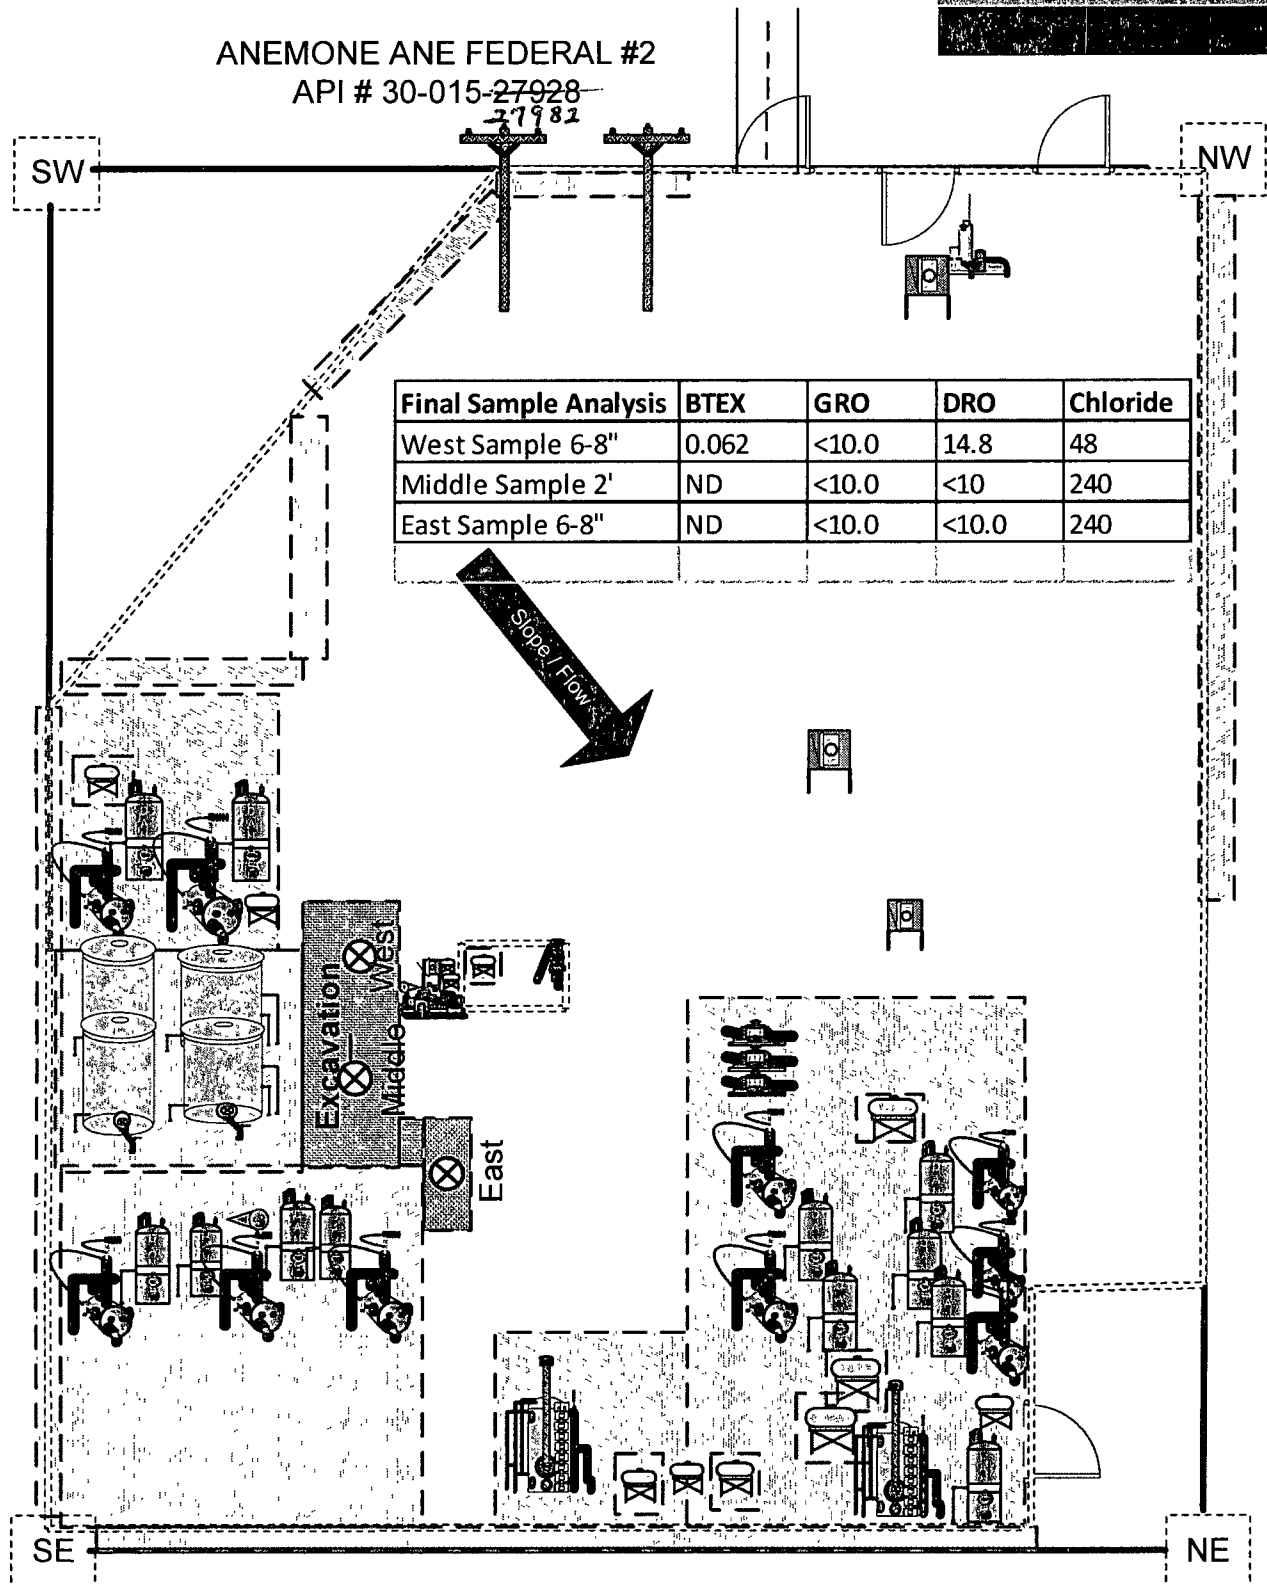 ANEMONE ANE FEDERAL #2
API # 30-015-27928
27982
SW
NW
Final Sample Analysis BTEX GRO DRO Chloride
West Sample 6-8" 0.062 <10.0 14.8 48
Middle Sample 2' ND <10.0 <10 240
East Sample 6-8" ND <10.0 <10.0 240
Slope / Flow
Excavation
West
Middle
East
SE
NE